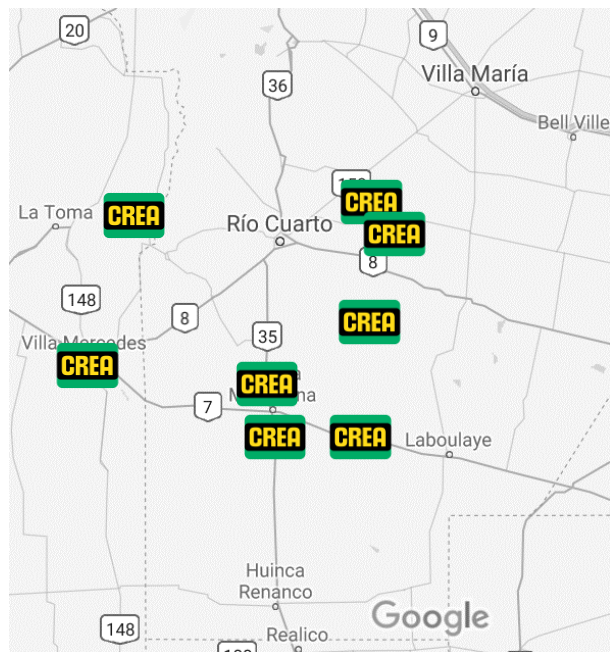 20
9
Villa María
36
Bell Ville
CREA
CREA
La Toma
Río Cuarto
CREA
8
148
8
CREA
35
Villa Mercedes
CREA
CREA
7
CREA
CREA
Laboulaye
Huinca
Renanco
Google
148
Realico